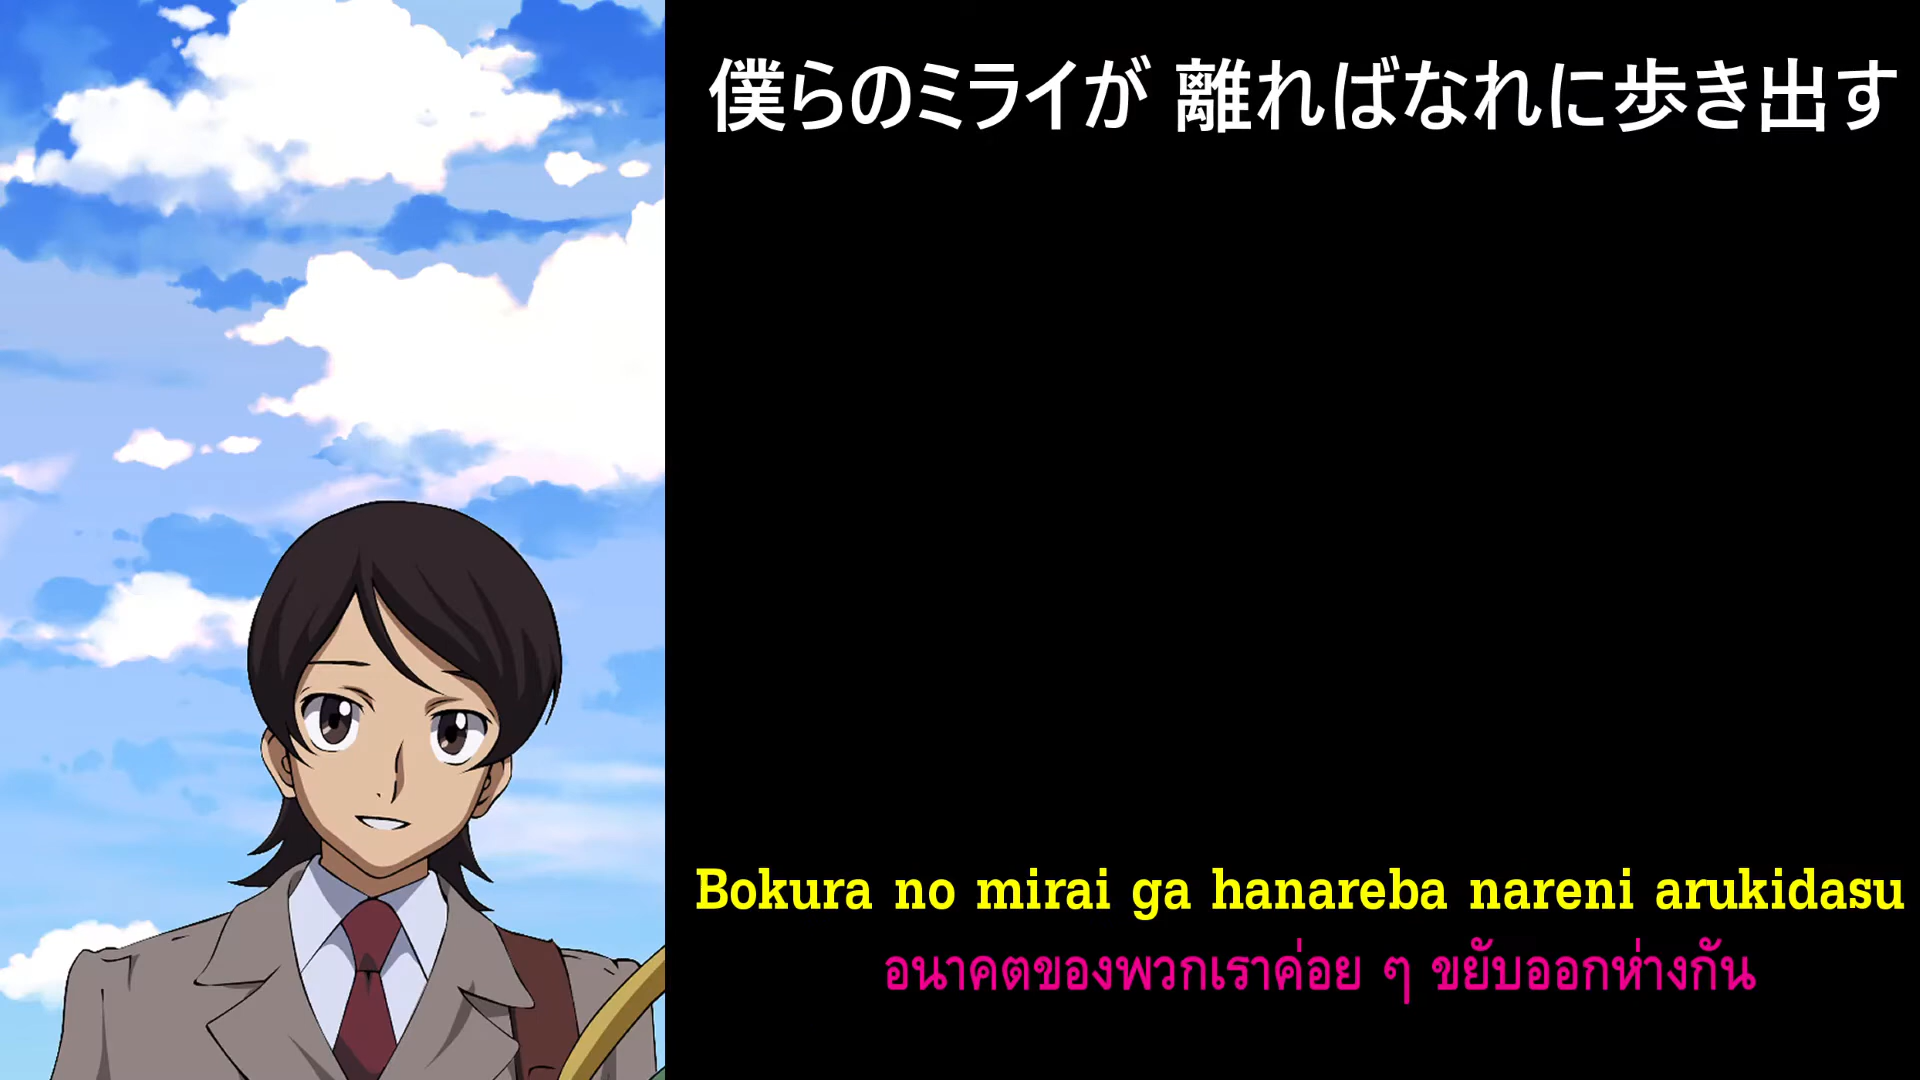 僕らのミライが 離ればなれに歩き出す
Bokura no mirai ga hanareba nareni arukidasu
อนาคตของพวกเราค่อย ๆ ขยับออกห่างกัน